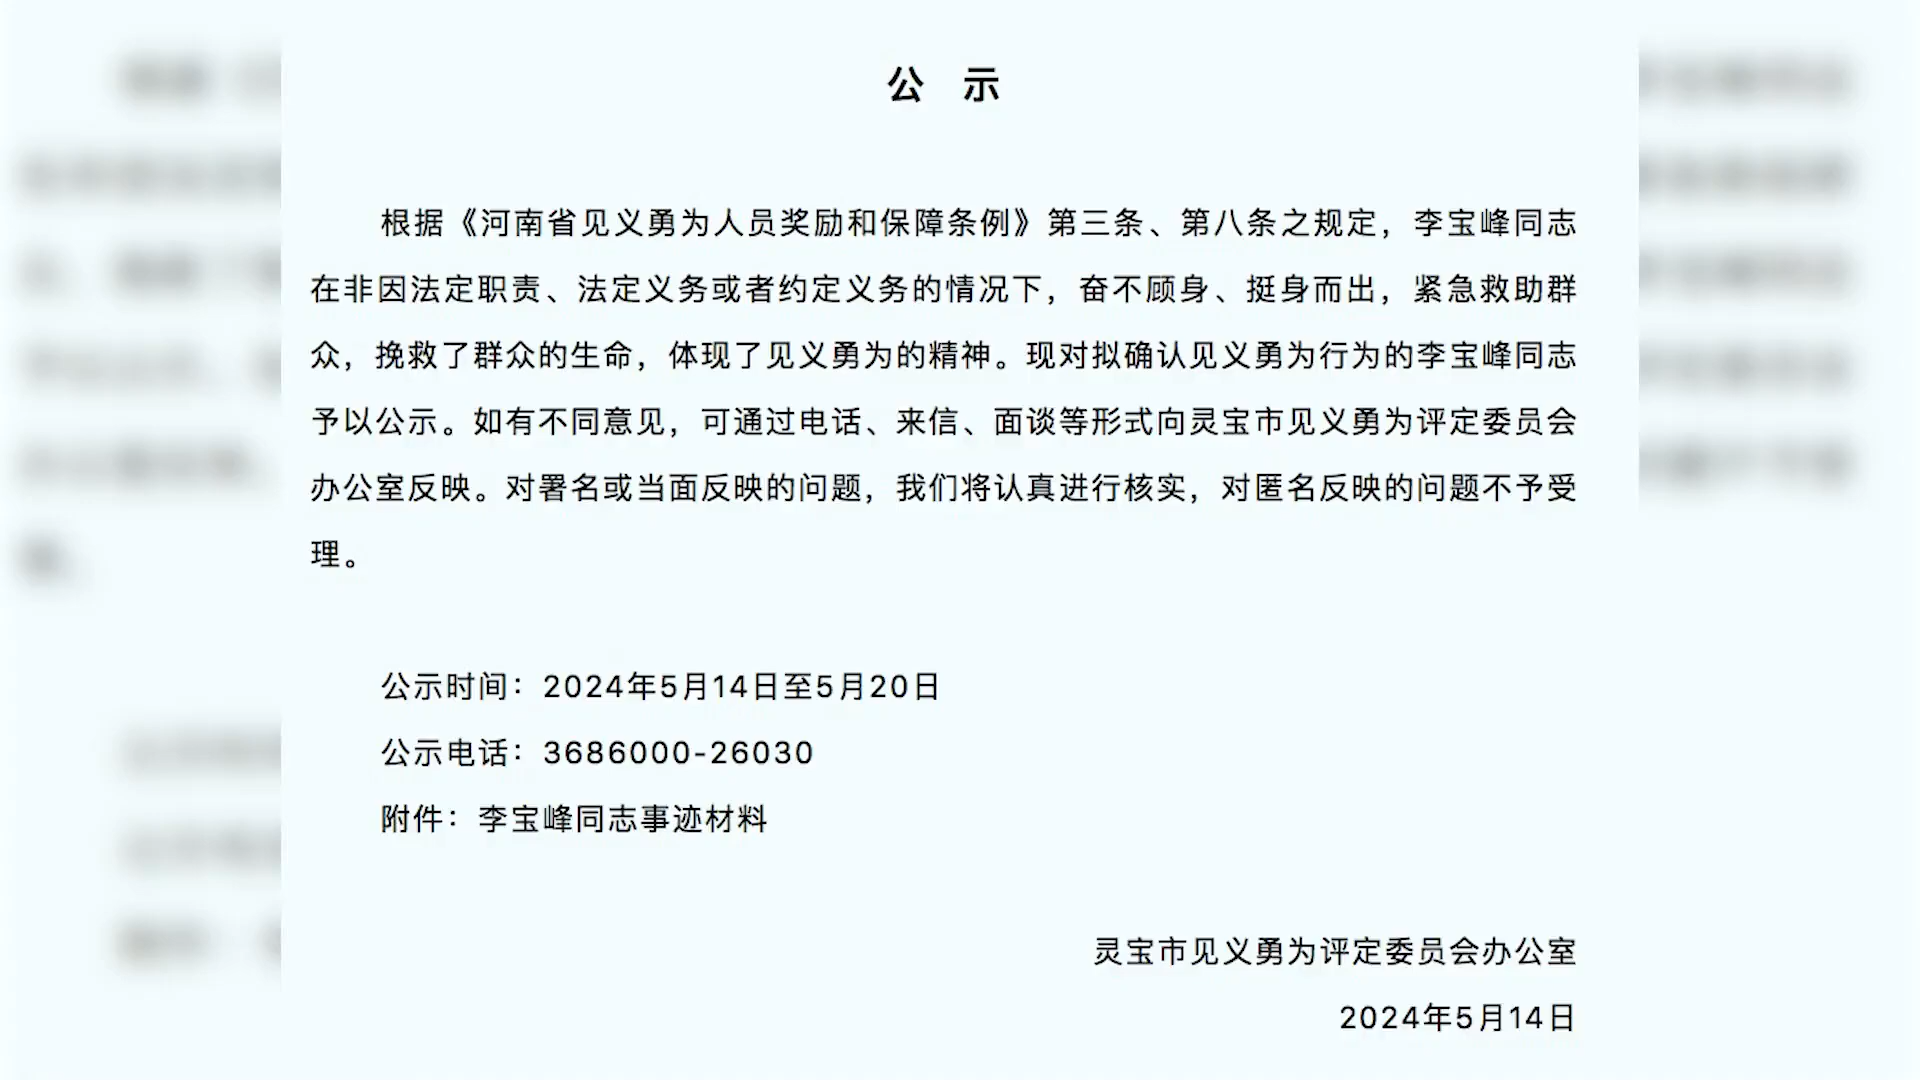 公 示
根据《河南省见义勇为人员奖励和保障条例》第三条、第八条之规定，李宝峰同志
在非因法定职责、法定义务或者约定义务的情况下，奋不顾身、挺身而出，紧急救助群
众，挽救了群众的生命，体现了见义勇为的精神。现对拟确认见义勇为行为的李宝峰同志
予以公示。如有不同意见，可通过电话、来信、面谈等形式向灵宝市见义勇为评定委员会
办公室反映。对署名或当面反映的问题，我们将认真进行核实，对匿名反映的问题不予受
理。
公示时间：2024年5月14日至5月20日
公示电话：3686000-26030
附件：李宝峰同志事迹材料
灵宝市见义勇为评定委员会办公室
2024年5月14日